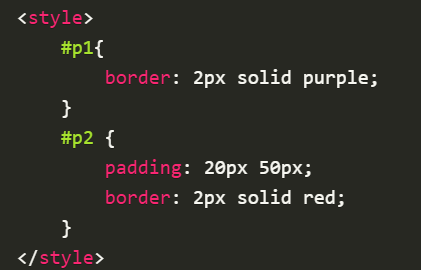 <style>
    #p1{
        border: 2px solid purple;
    }
    #p2 {
        padding: 20px 50px;
        border: 2px solid red;
    }
</style>